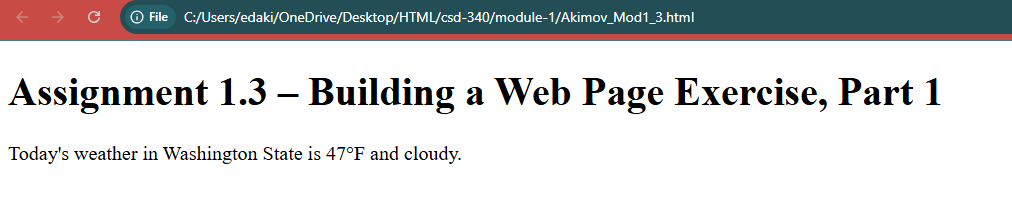 File C:/Users/edaki/OneDrive/Desktop/HTML/csd-340/module-1/Akimov_Mod1_3.html
Assignment 1.3 – Building a Web Page Exercise, Part 1
Today's weather in Washington State is 47°F and cloudy.